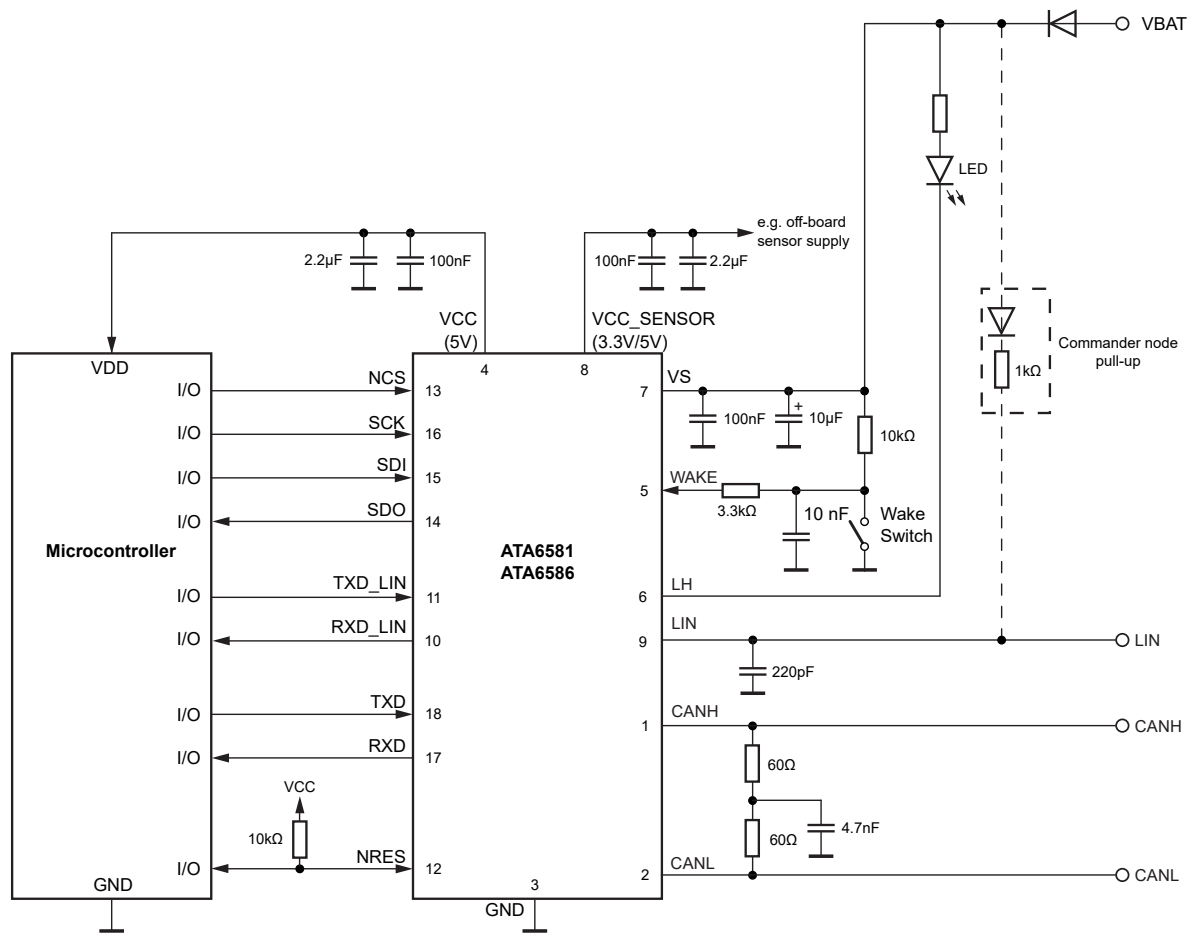 VBAT
LED
e.g. off-board
sensor supply
2.2µF
100nF
100nF
2.2µF
VCC
(5V)
VCC_SENSOR
(3.3V/5V)
Commander node
pull-up
1kΩ
VDD
4
8
I/O
NCS
13
7
VS
100nF
+
10µF
10kΩ
I/O
SCK
16
I/O
SDI
15
5
WAKE
3.3kΩ
10 nF
Wake
Switch
I/O
SDO
14
Microcontroller
ATA6581
ATA6586
I/O
TXD_LIN
11
6
LH
I/O
RXD_LIN
10
9
LIN
LIN
220pF
I/O
TXD
18
1
CANH
CANH
I/O
RXD
17
60Ω
VCC
10kΩ
60Ω
4.7nF
I/O
NRES
12
2
CANL
CANL
GND
3
GND